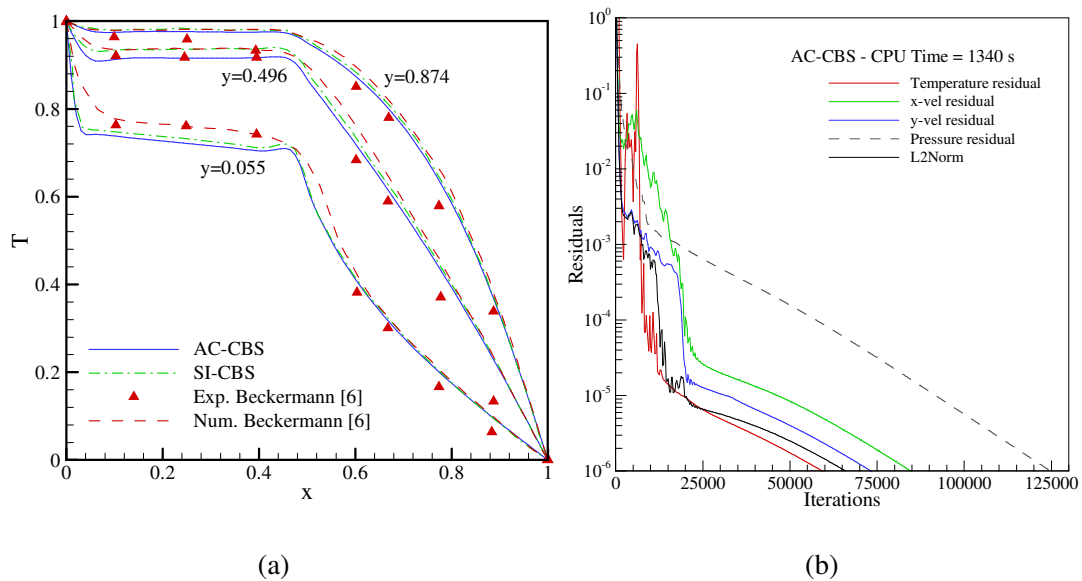 1
0.8
0.6
0.4
0.2
0
T
0
0.2
0.4
0.6
0.8
1
x
y=0.874
y=0.496
y=0.055
AC-CBS
SI-CBS
Exp. Beckermann [6]
Num. Beckermann [6]
(a)
10^0
10^-1
10^-2
10^-3
10^-4
10^-5
10^-6
Residuals
AC-CBS - CPU Time = 1340 s
Temperature residual
x-vel residual
y-vel residual
Pressure residual
L2Norm
0
25000
50000
75000
100000
125000
Iterations
(b)